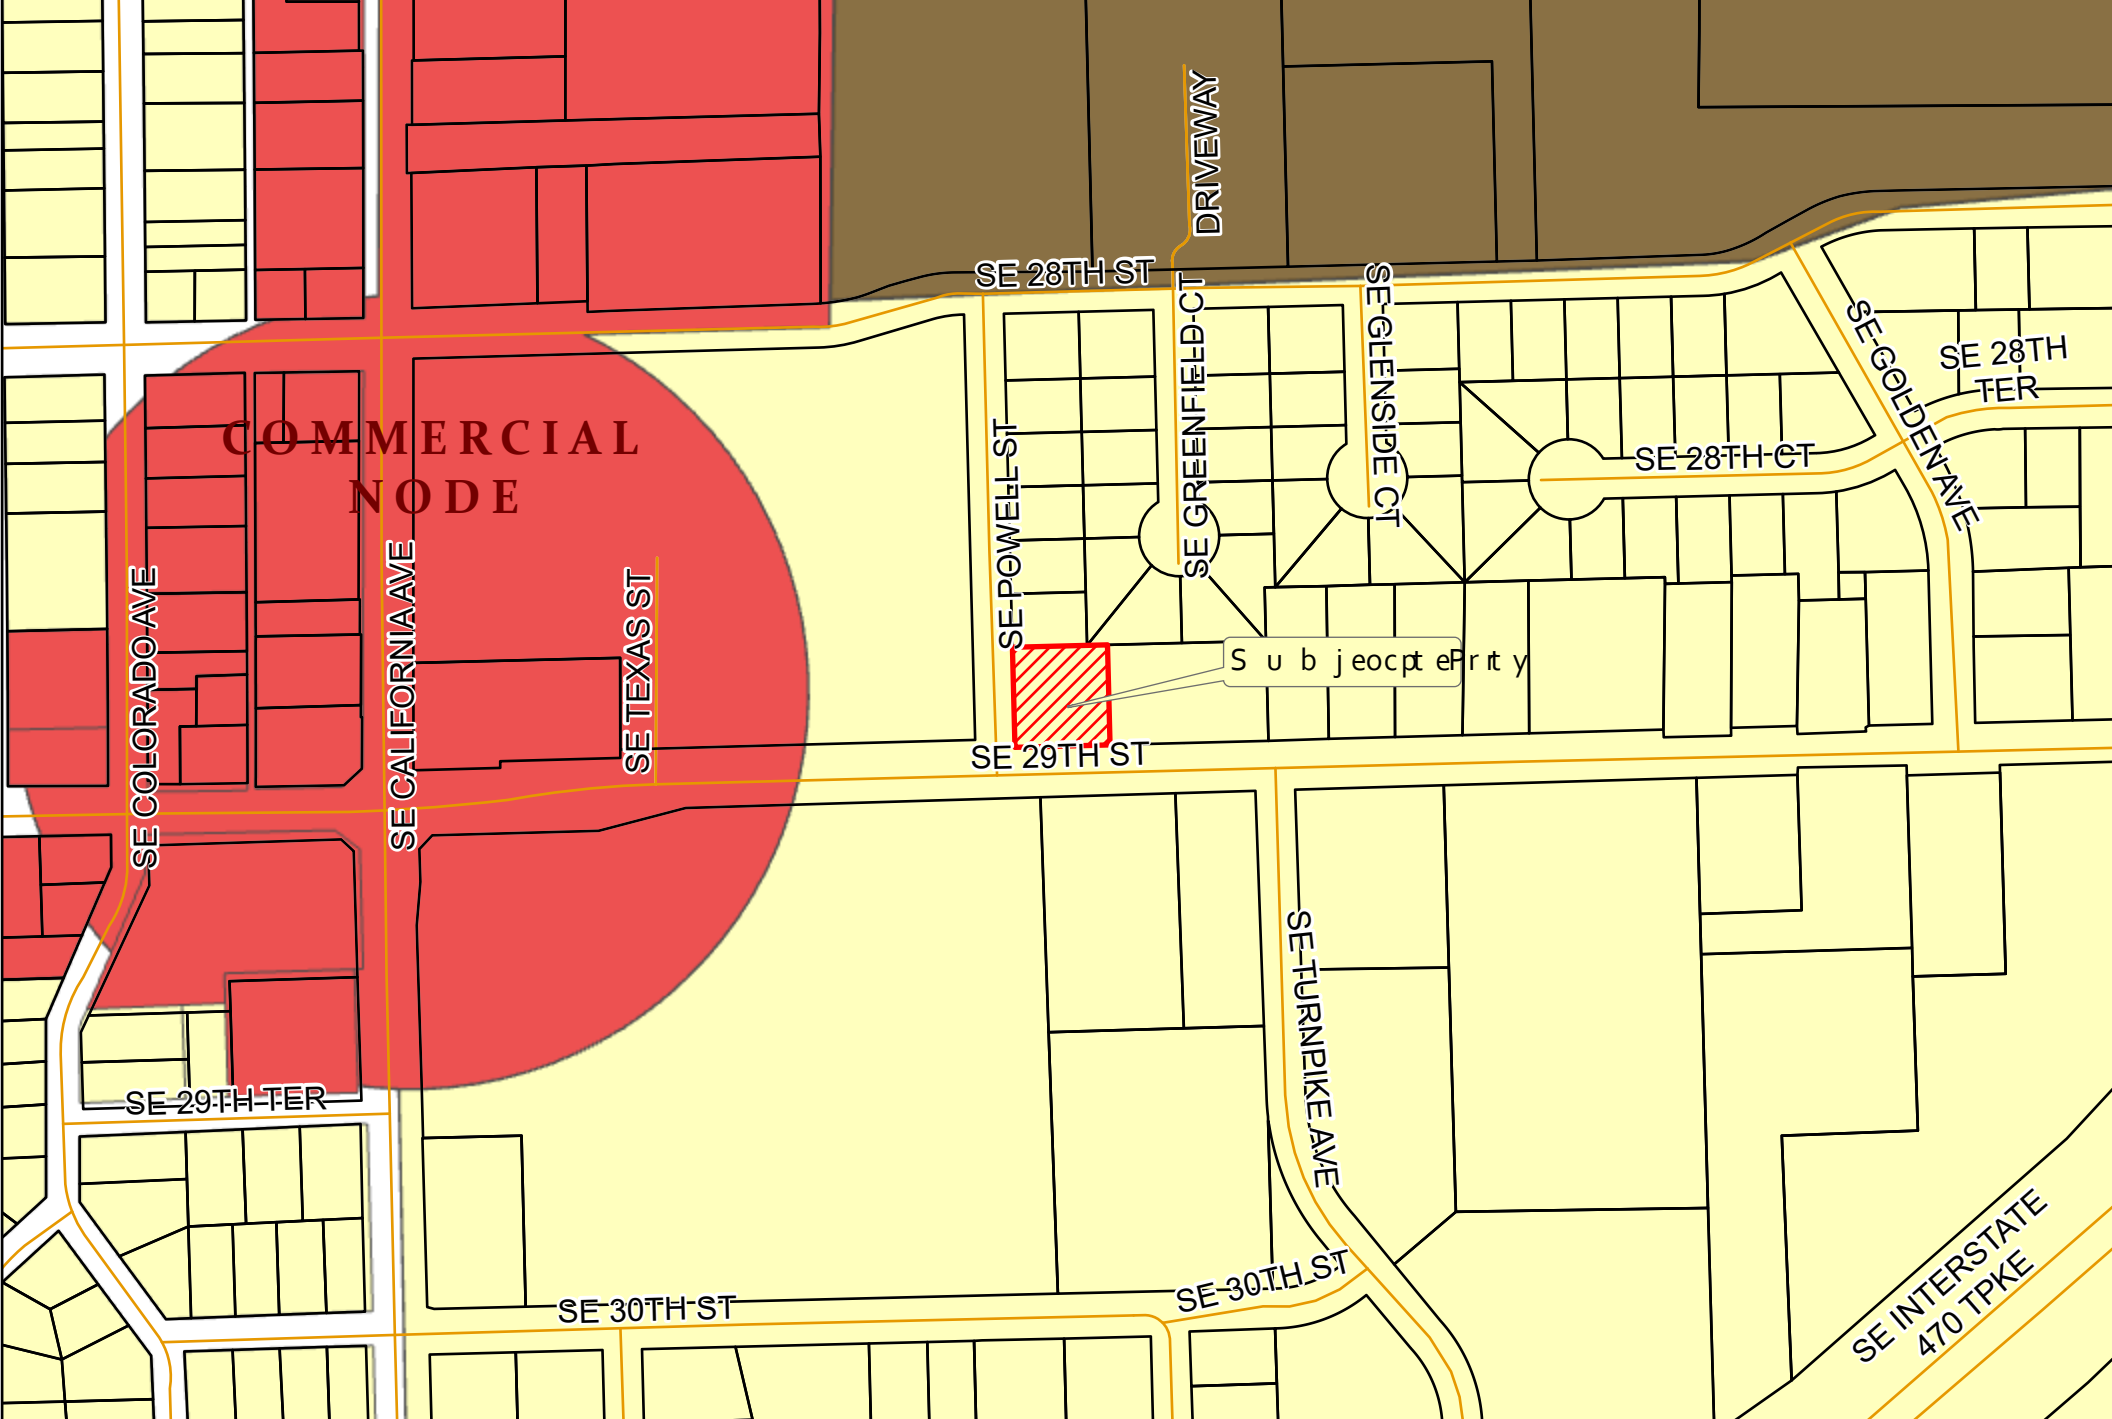 DRIVEWAY
SE 28TH ST
SE GREENFIELD CT
SE GLENSIDE CT
SE GOLDEN AVE
SE 28TH
TER
COMMERCIAL
NODE
SE POWELL ST
SE 28TH CT
SE COLORADO AVE
SE CALIFORNIA AVE
SE TEXAS ST
Subject Property
SE 29TH ST
SE TURNPIKE AVE
SE 29TH TER
SE 30TH ST
SE 30TH ST
SE INTERSTATE
470 TPKE